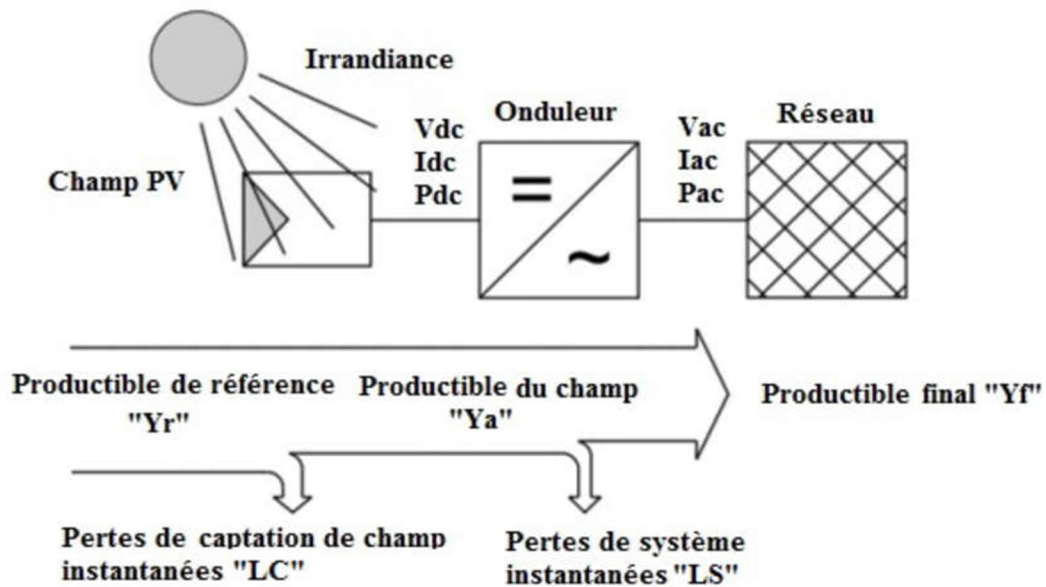 Irrandiance
Onduleur
Réseau
Vdc
Idc
Pdc
Vac
Iac
Pac
Champ PV
=
~
Productible de référence
"Yr"
Productible du champ
"Ya"
Productible final "Yf"
Pertes de captation de champ
instantanées "LC"
Pertes de système
instantanées "LS"